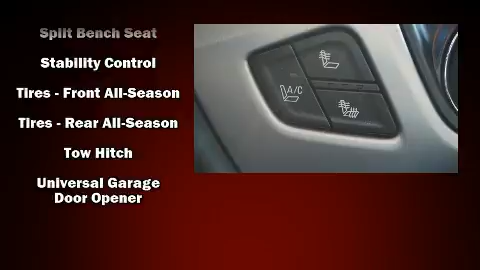 Split Bench Seat
Stability Control
Tires - Front All-Season
Tires - Rear All-Season
Tow Hitch
Universal Garage
Door Opener
A/C